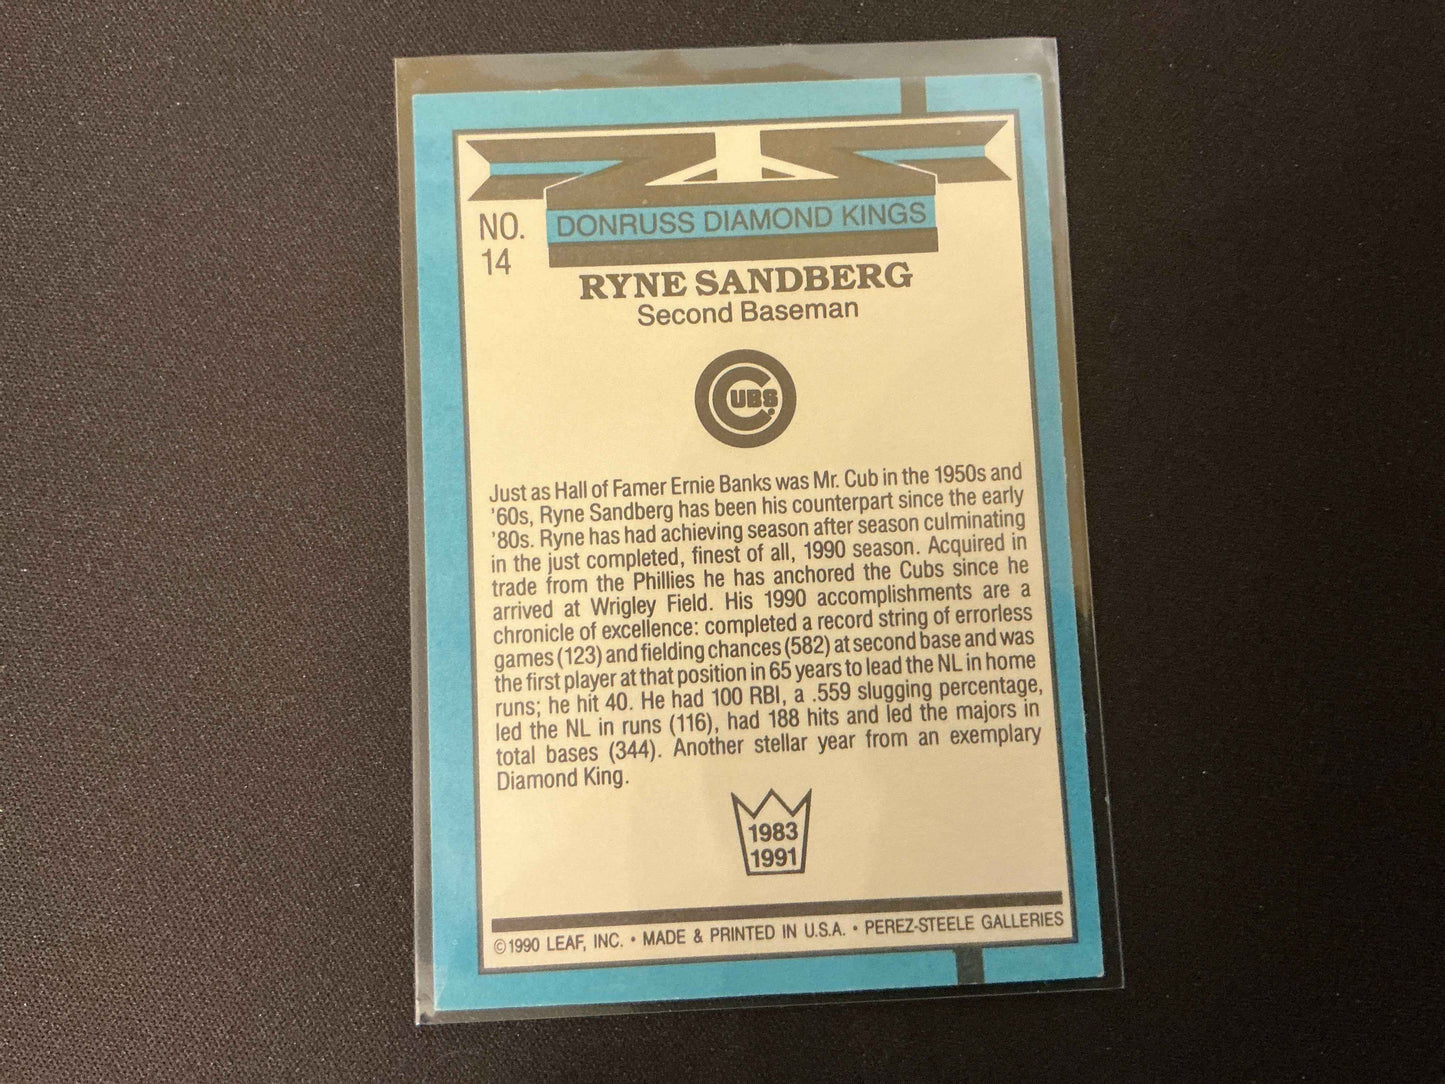 NO.
14
DONRUSS DIAMOND KINGS
RYNE SANDBERG
Second Baseman
CUBS
Just as Hall of Famer Ernie Banks was Mr. Cub in the 1950s and
'60s, Ryne Sandberg has been his counterpart since the early
'80s. Ryne has had achieving season after season culminating
in the just completed, finest of all, 1990 season. Acquired in
trade from the Phillies he has anchored the Cubs since he
arrived at Wrigley Field. His 1990 accomplishments are a
chronicle of excellence: completed a record string of errorless
games (123) and fielding chances (582) at second base and was
the first player at that position in 65 years to lead the NL in home
runs; he hit 40. He had 100 RBI, a .559 slugging percentage,
led the NL in runs (116), had 188 hits and led the majors in
total bases (344). Another stellar year from an exemplary
Diamond King.
1983
1991
©1990 LEAF, INC. • MADE & PRINTED IN U.S.A. • PEREZ-STEELE GALLERIES